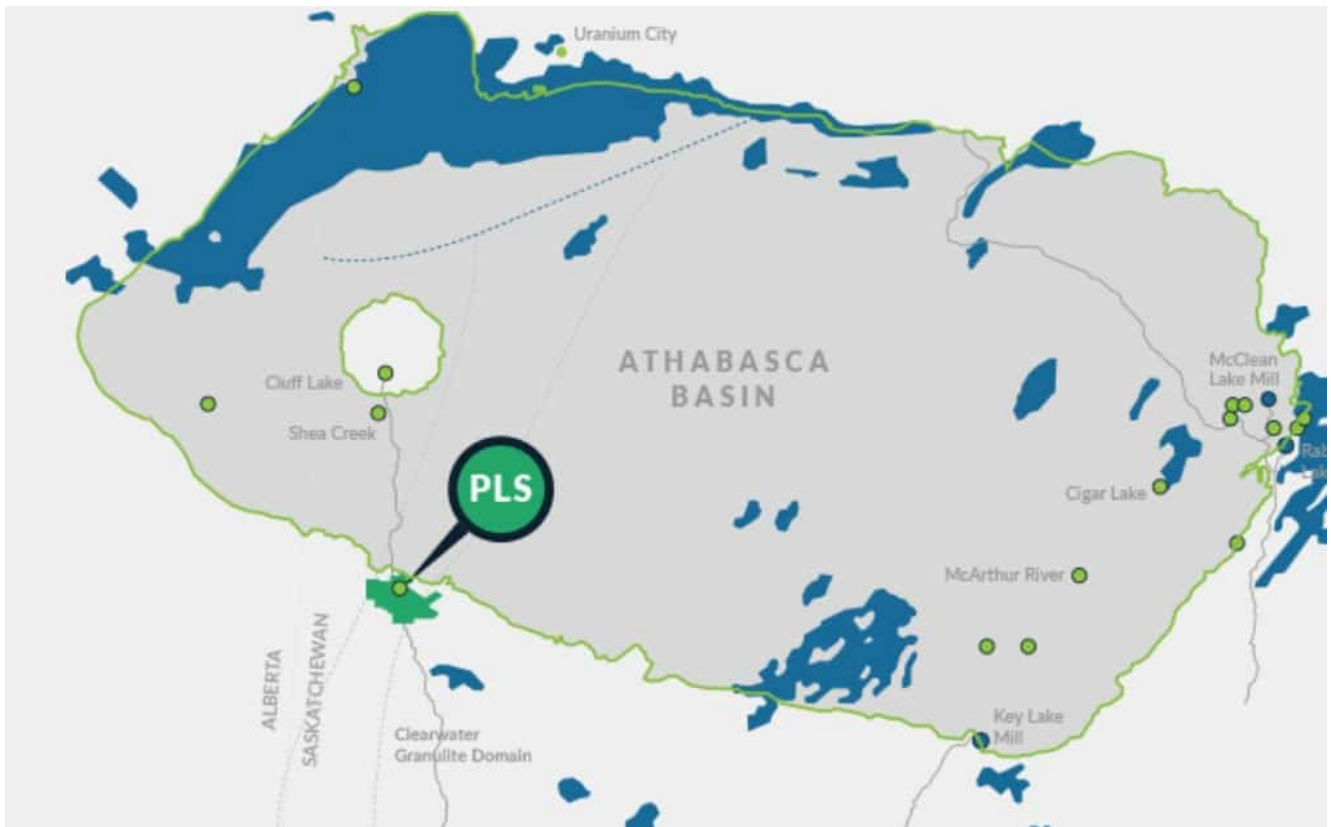 Uranium City
ATHABASCA
BASIN
McClean
Lake Mill
Cluff Lake
Shea Creek
PLS
Cigar Lake
McArthur River
ALBERTA
SASKATCHEWAN
Key Lake
Mill
Clearwater
Granulite Domain